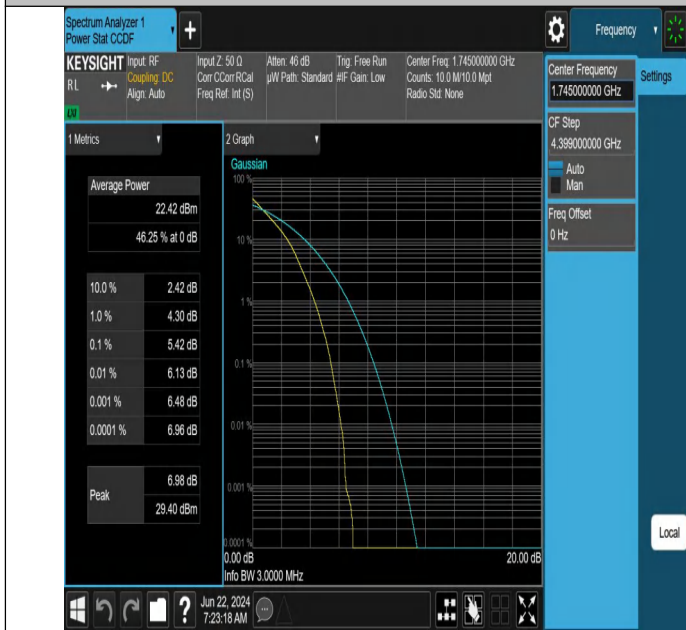 Spectrum Analyzer 1
Power Stat CCDF
+
Frequency
KEYSIGHT
RL
LXI
Input: RF
Coupling: DC
Align: Auto
Input Z: 50 Ω
Corr CCorr RCal
Freq Ref: Int (S)
Atten: 46 dB
µW Path: Standard
Trig: Free Run
#IF Gain: Low
Center Freq: 1.745000000 GHz
Counts: 10.0 M/10.0 Mpt
Radio Std: None
Center Frequency
1.745000000 GHz
Settings
CF Step
4.399000000 GHz
Auto
Man
Freq Offset
0 Hz
1 Metrics
Average Power
22.42 dBm
46.25 % at 0 dB
10.0 % 2.42 dB
1.0 % 4.30 dB
0.1 % 5.42 dB
0.01 % 6.13 dB
0.001 % 6.48 dB
0.0001 % 6.96 dB
Peak
6.98 dB
29.40 dBm
2 Graph
Gaussian
100 %
10 %
1 %
0.1 %
0.01 %
0.001 %
0.0001 %
0.00 dB 20.00 dB
Info BW 3.0000 MHz
Local
?
Jun 22, 2024
7:23:18 AM